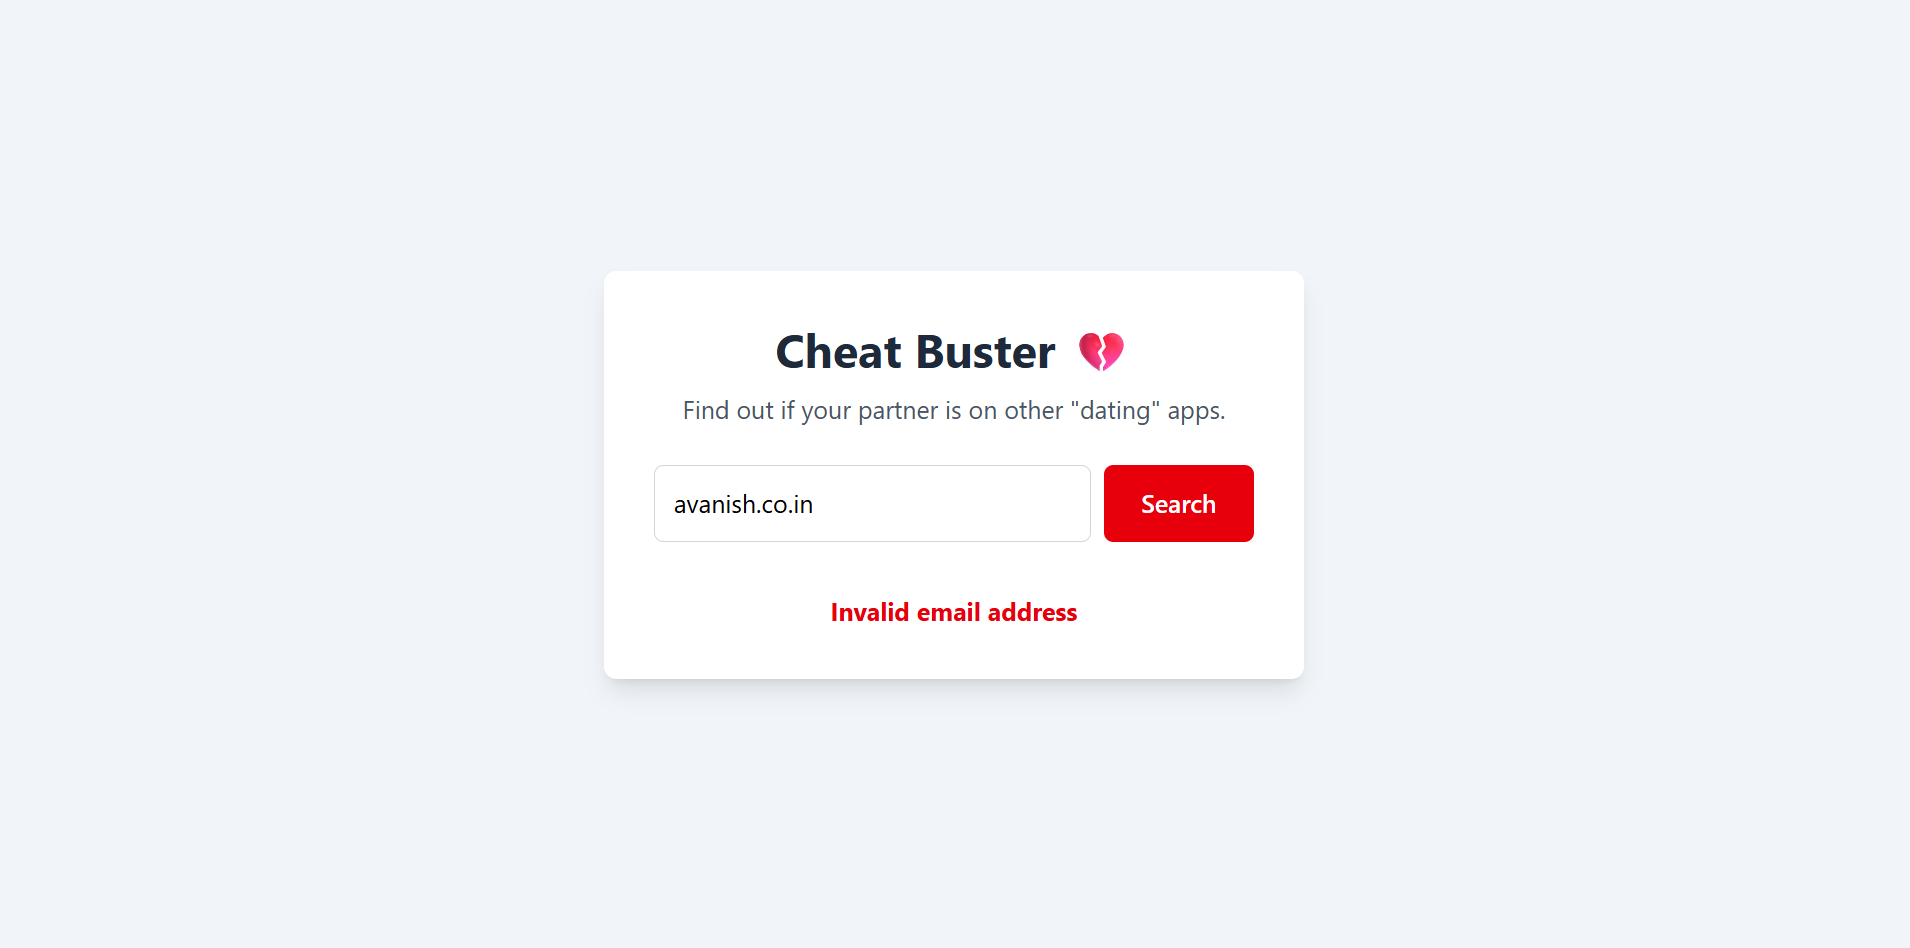 Cheat Buster 💔
Find out if your partner is on other "dating" apps.
avanish.co.in
Search
Invalid email address